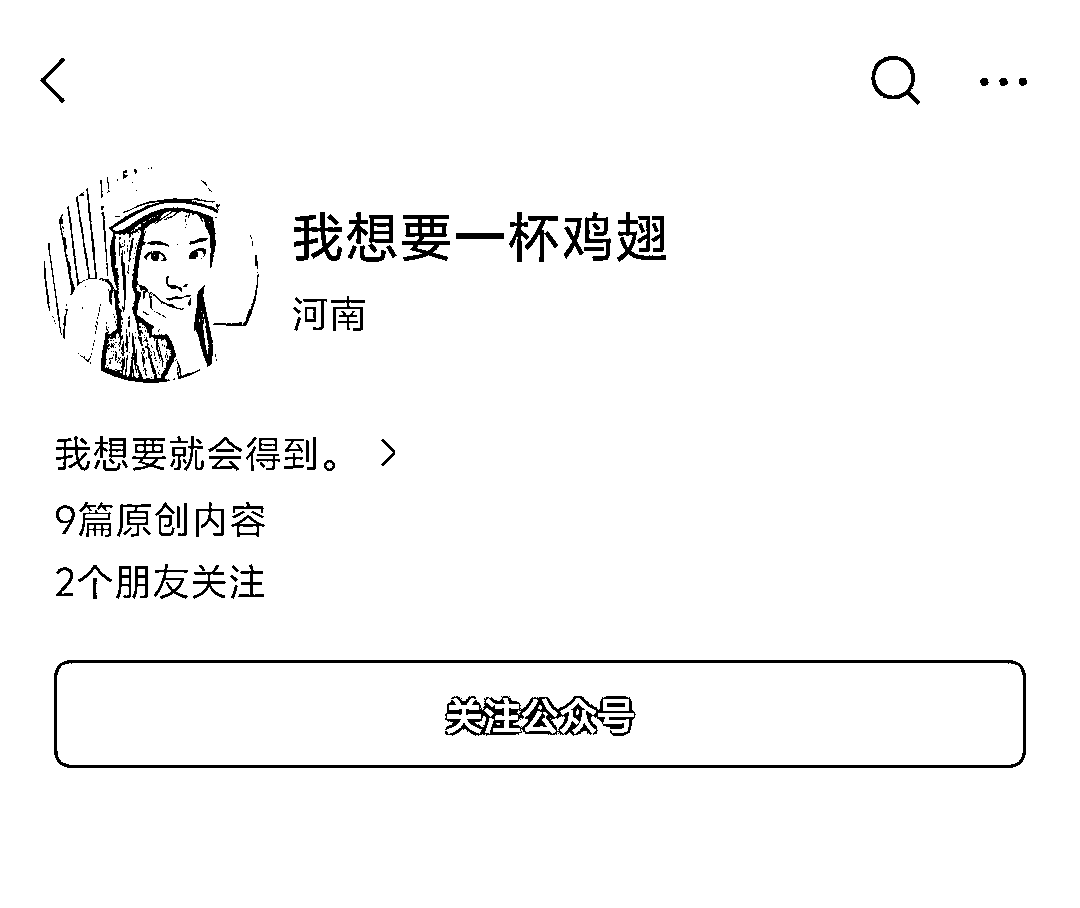 我想要一杯鸡翅
河南
我想要就会得到。
9篇原创内容
2个朋友关注
关注公众号